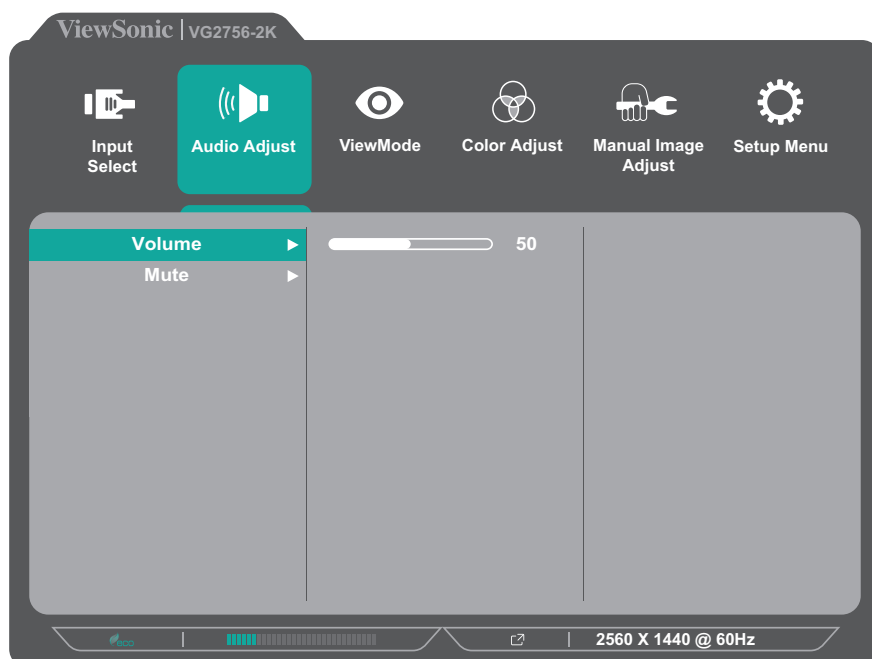 ViewSonic | VG2756-2K
Input Select
Audio Adjust
ViewMode
Color Adjust
Manual Image Adjust
Setup Menu
Volume
50
Mute
eco
2560 X 1440 @ 60Hz